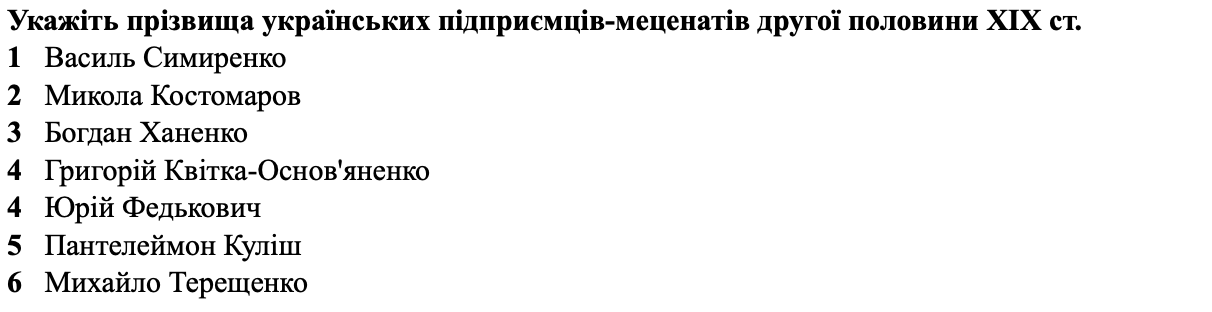 Укажіть прізвища українських підприємців-меценатів другої половини ХІХ ст.
1 Василь Симиренко
2 Микола Костомаров
3 Богдан Ханенко
4 Григорій Квітка-Основ'яненко
4 Юрій Федькович
5 Пантелеймон Куліш
6 Михайло Терещенко